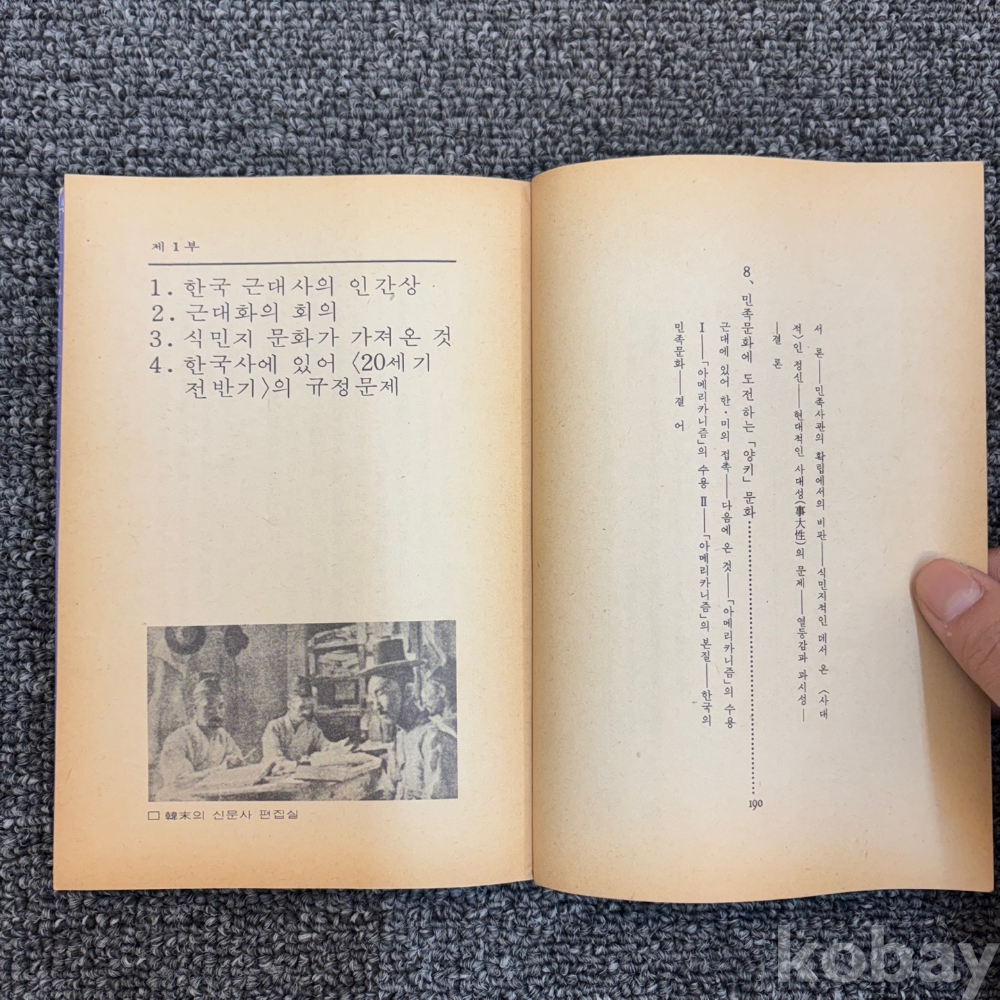 서 론──민족사관의 확립에서의 비판──식민지적인 데서 온 〈사대
적〉인 정신──현대적인 사대성(事大性)의 문제──열등감과 과시성─
─결 론
8、민족문화에 도전하는 「양키」 문화……………………190
근대에 있어 한·미의 접촉──다음에 온 것──「아메리카니즘」의 수용
Ⅰ──「아메리카니즘」의 수용 Ⅱ──「아메리카니즘」의 본질──한국의
민족문화──결 어
제 1 부
1. 한국 근대사의 인간상
2. 근대화의 회의
3. 식민지 문화가 가져온 것
4. 한국사에 있어 〈20세기
전반기〉의 규정문제
□ 韓末의 신문사 편집실
kobay